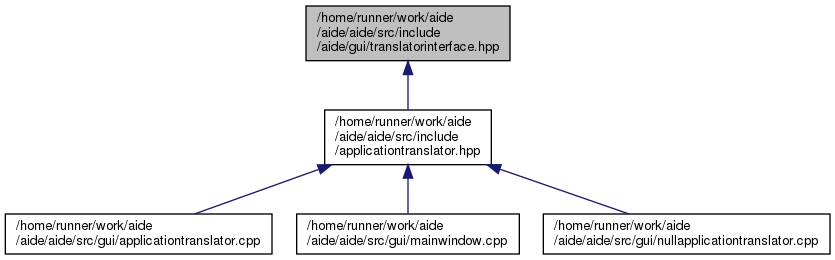 /home/runner/work/aide
/aide/aide/src/include
/aide/gui/translatorinterface.hpp
/home/runner/work/aide
/aide/aide/src/include
/applicationtranslator.hpp
/home/runner/work/aide
/aide/aide/src/gui/applicationtranslator.cpp
/home/runner/work/aide
/aide/aide/src/gui/mainwindow.cpp
/home/runner/work/aide
/aide/aide/src/gui/nullapplicationtranslator.cpp